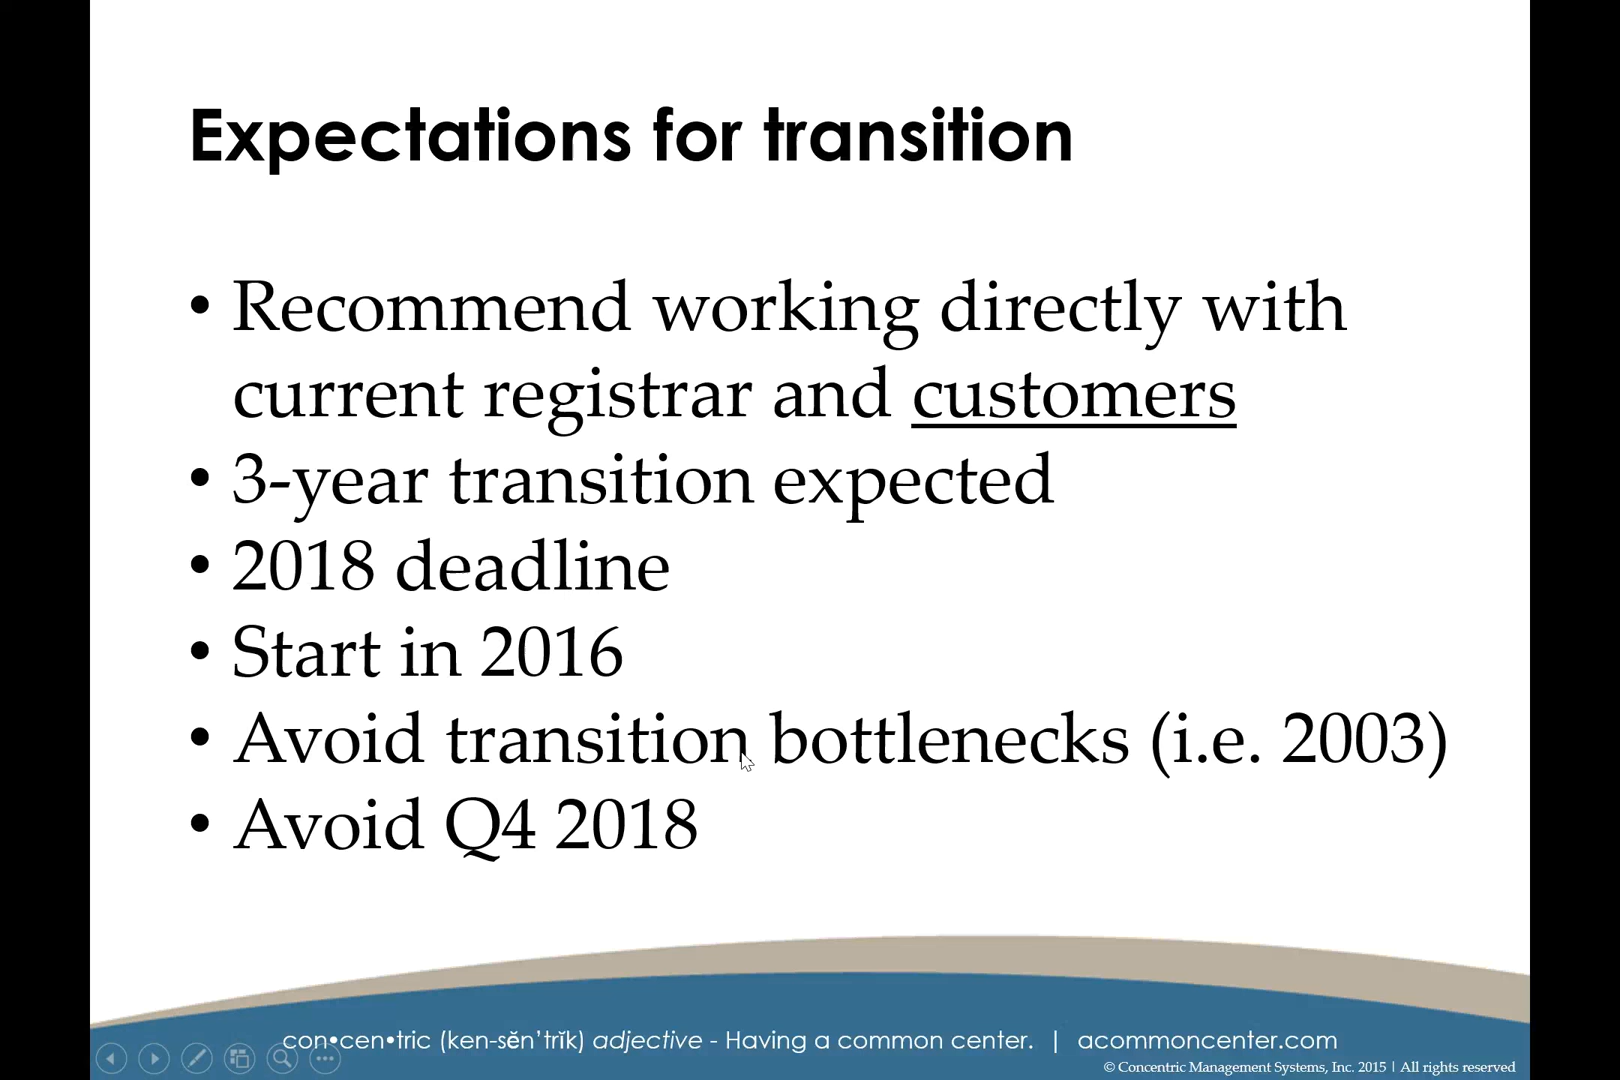 Expectations for transition
• Recommend working directly with
current registrar and customers
• 3-year transition expected
• 2018 deadline
• Start in 2016
• Avoid transition bottlenecks (i.e. 2003)
• Avoid Q4 2018
con•cen•tric (ken-sĕn’trĭk) adjective - Having a common center. | acommoncenter.com
© Concentric Management Systems, Inc. 2015 | All rights reserved